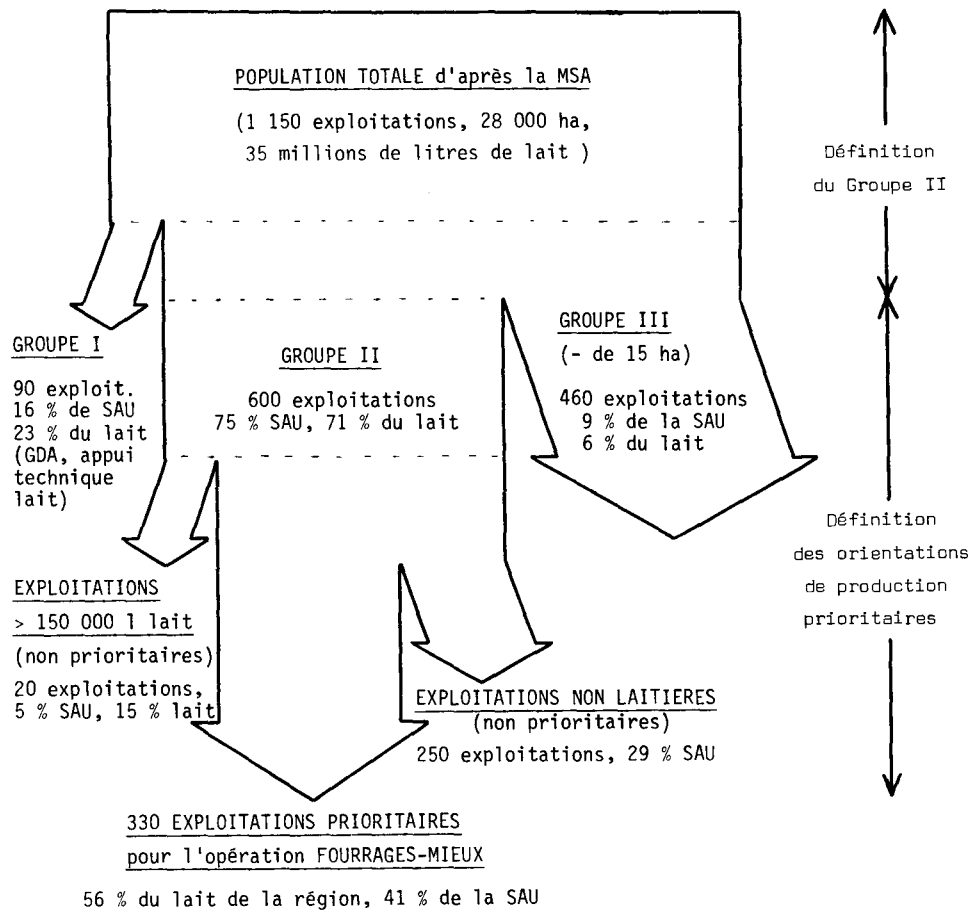 POPULATION TOTALE d'après la MSA
(1 150 exploitations, 28 000 ha,
35 millions de litres de lait )
Définition
du Groupe II
GROUPE I
90 exploit.
16 % de SAU
23 % du lait
(GDA, appui
technique
lait)
GROUPE II
600 exploitations
75 % SAU, 71 % du lait
GROUPE III
(- de 15 ha)
460 exploitations
9 % de la SAU
6 % du lait
Définition
des orientations
de production
prioritaires
EXPLOITATIONS
> 150 000 l lait
(non prioritaires)
20 exploitations,
5 % SAU, 15 % lait
EXPLOITATIONS NON LAITIERES
(non prioritaires)
250 exploitations, 29 % SAU
330 EXPLOITATIONS PRIORITAIRES
pour l'opération FOURRAGES-MIEUX
56 % du lait de la région, 41 % de la SAU